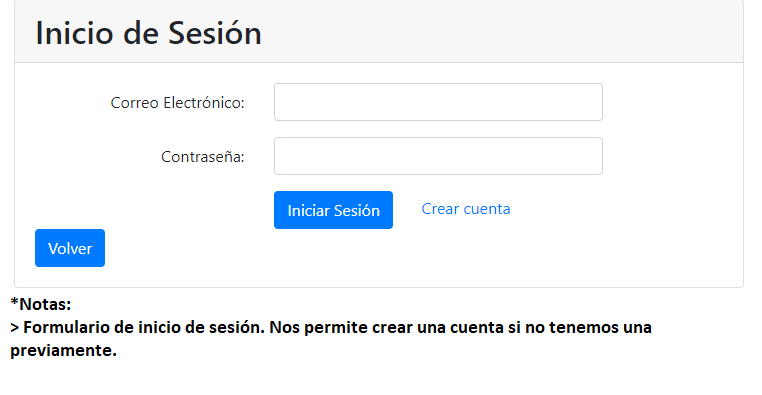 Inicio de Sesión
Correo Electrónico:
Contraseña:
Iniciar Sesión Crear cuenta
Volver
*Notas:
> Formulario de inicio de sesión. Nos permite crear una cuenta si no tenemos una
previamente.